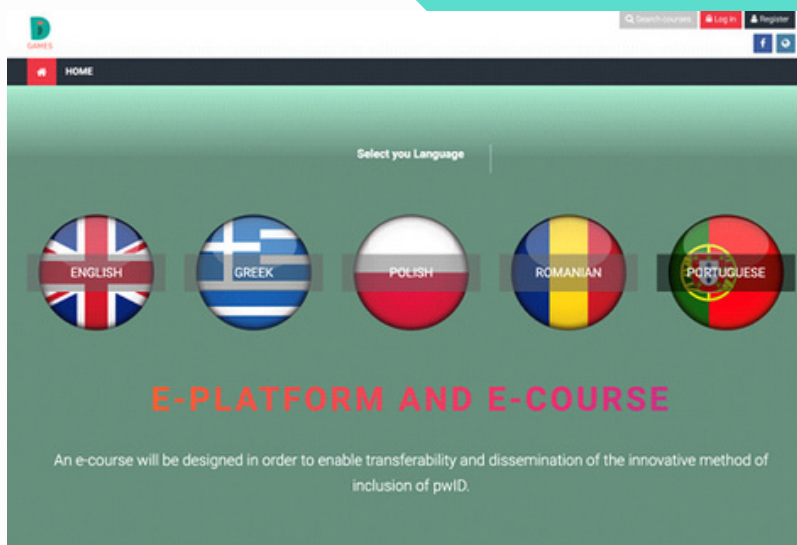 Search courses Log in Register
GAMES
f
HOME
Select you Language
ENGLISH GREEK POLISH ROMANIAN PORTUGUESE
E-PLATFORM AND E-COURSE
An e-course will be designed in order to enable transferability and dissemination of the innovative method of
inclusion of pwID.